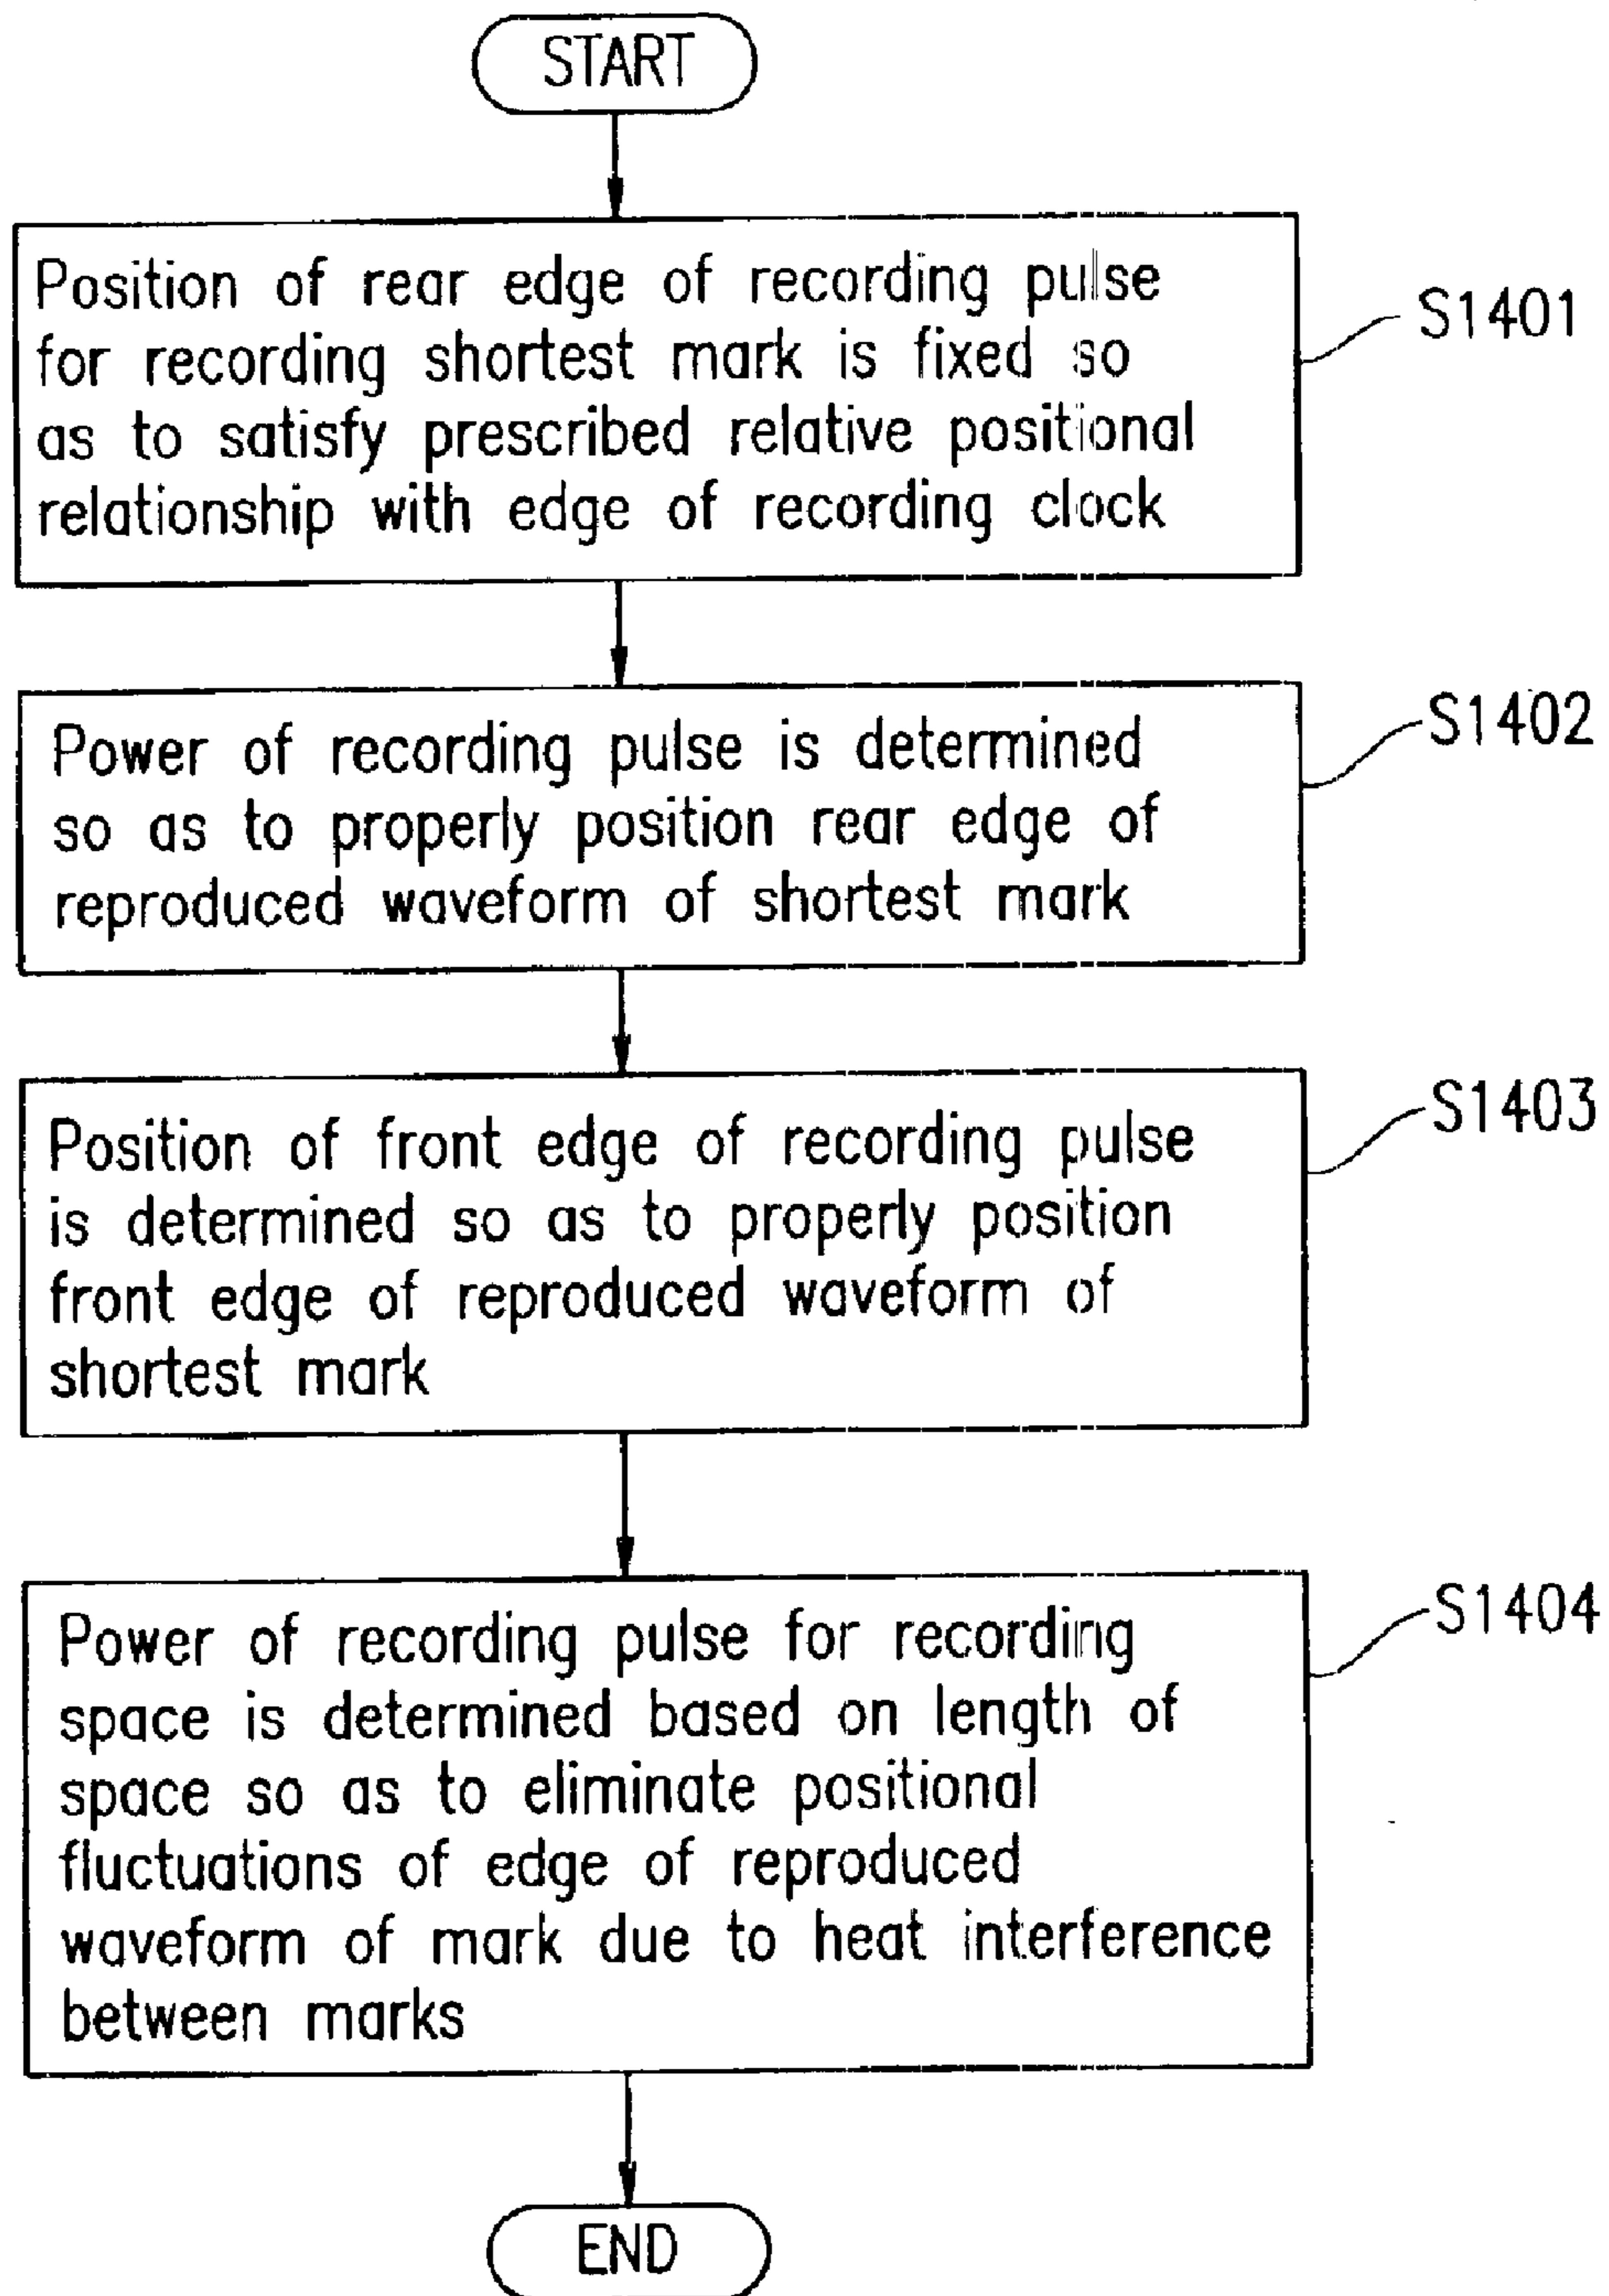 START
Position of rear edge of recording pulse
for recording shortest mark is fixed so
as to satisfy prescribed relative positional
relationship with edge of recording clock
S1401
Power of recording pulse is determined
so as to properly position rear edge of
reproduced waveform of shortest mark
S1402
Position of front edge of recording pulse
is determined so as to properly position
front edge of reproduced waveform of
shortest mark
S1403
Power of recording pulse for recording
space is determined based on length of
space so as to eliminate positional
fluctuations of edge of reproduced
waveform of mark due to heat interference
between marks
S1404
END